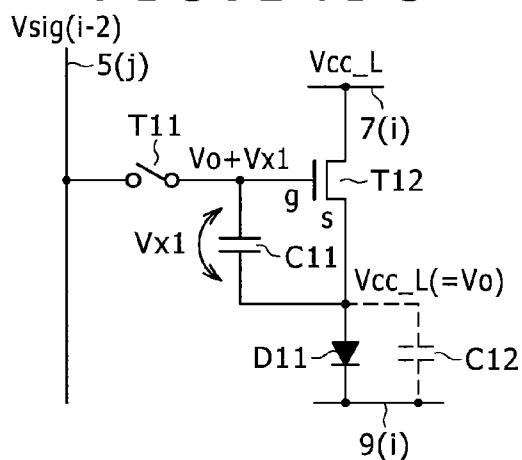 Vsig(i-2)
5(j)
Vcc_L
7(i)
T11
Vo+Vx1
g
T12
s
Vx1
C11
Vcc_L(=Vo)
D11
C12
9(i)